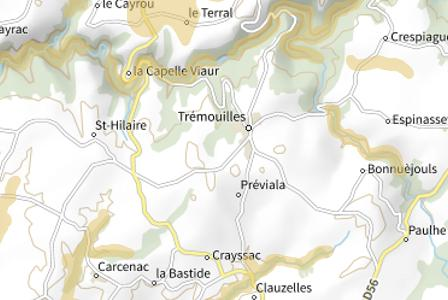 le Cayrou
le Terral
ayrac
Crespiague
la Capelle Viaur
Trémouilles
St-Hilaire
Espinasse
Bonnuèjouls
Préviala
Paulhe
Crayssac
Carcenac
la Bastide
Clauzelles
D56